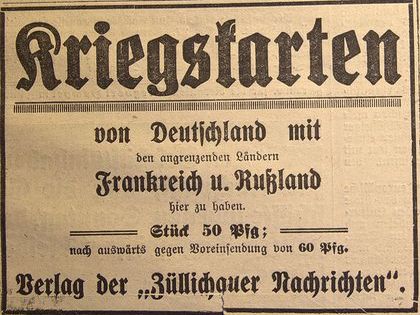 Kriegskarten
von Deutschland mit
den angrenzenden Ländern
Frankreich u. Rußland
hier zu haben.
Stück 50 Pfg;
nach auswärts gegen Voreinsendung von 60 Pfg.
Verlag der „Züllichauer Nachrichten“.